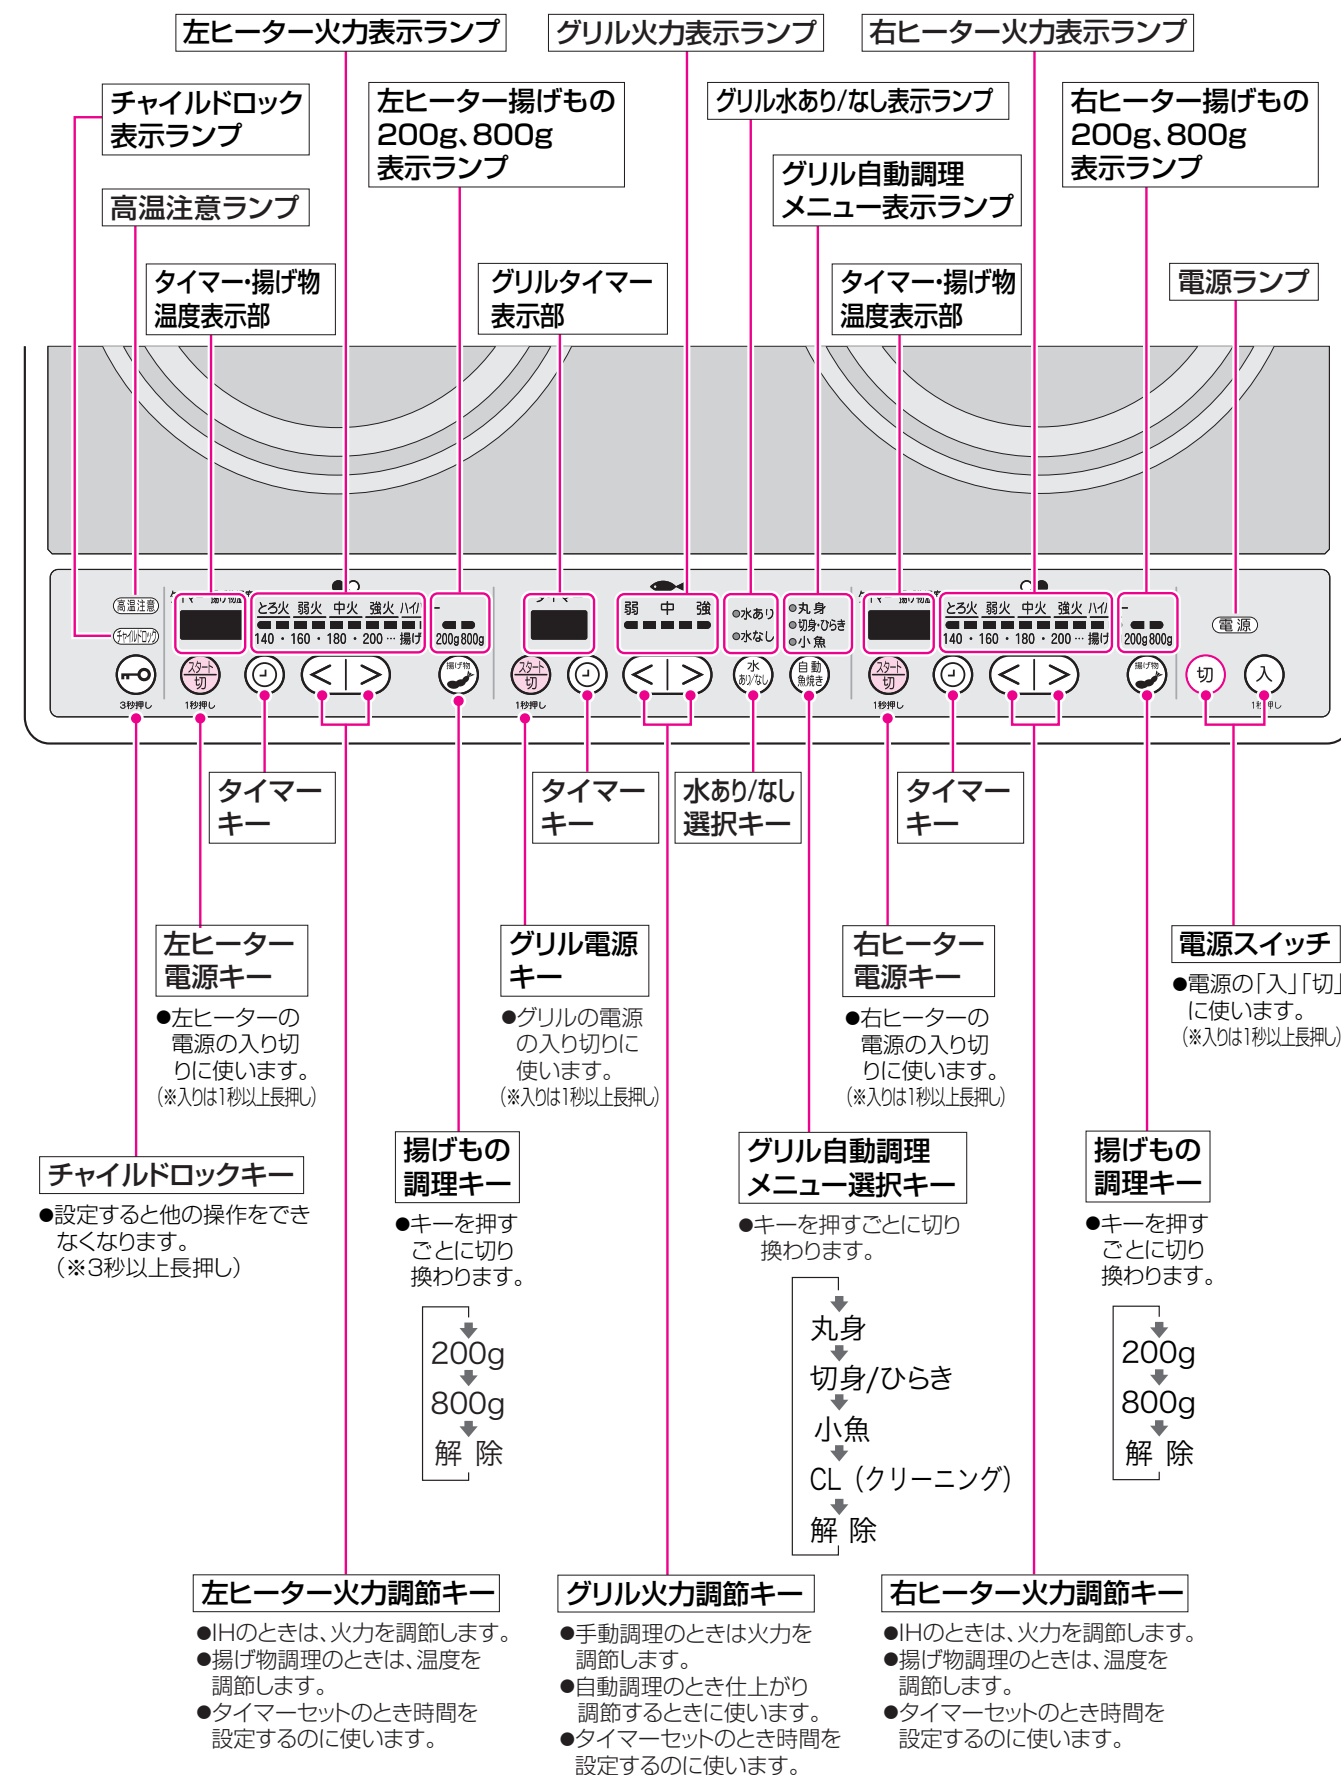 左ヒーター火力表示ランプ
グリル火力表示ランプ
右ヒーター火力表示ランプ
チャイルドロック
表示ランプ
左ヒーター揚げもの
200g、800g
表示ランプ
グリル水あり/なし表示ランプ
右ヒーター揚げもの
200g、800g
表示ランプ
高温注意ランプ
グリル自動調理
メニュー表示ランプ
タイマー・揚げ物
温度表示部
グリルタイマー
表示部
タイマー・揚げ物
温度表示部
電源ランプ
高温注意
チャイルドロック
3秒押し
とろ火 弱火 中火 強火 ハイパ
140・160・180・200…揚げ
200g 800g
スタート
切
1秒押し
< | >
揚げ物
弱 中 強
水あり
水なし
丸身
切身・ひらき
小魚
スタート
切
1秒押し
< | >
水
あり/なし
自動
魚焼き
とろ火 弱火 中火 強火 ハイパ
140・160・180・200…揚げ
200g 800g
スタート
切
1秒押し
< | >
揚げ物
電源
切
入
1秒押し
タイマー
キー
タイマー
キー
水あり/なし
選択キー
タイマー
キー
左ヒーター
電源キー
●左ヒーターの
電源の入り切
りに使います。
(※入りは1秒以上長押し)
グリル電源
キー
●グリルの電源
の入り切りに
使います。
(※入りは1秒以上長押し)
右ヒーター
電源キー
●右ヒーターの
電源の入り切
りに使います。
(※入りは1秒以上長押し)
電源スイッチ
●電源の「入」「切」
に使います。
(※入りは1秒以上長押し)
チャイルドロックキー
●設定すると他の操作をでき
なくなります。
(※3秒以上長押し)
揚げもの
調理キー
●キーを押す
ごとに切り
換わります。
200g
800g
解 除
グリル自動調理
メニュー選択キー
●キーを押すごとに切り
換わります。
丸身
切身/ひらき
小魚
CL(クリーニング)
解 除
揚げもの
調理キー
●キーを押す
ごとに切り
換わります。
200g
800g
解 除
左ヒーター火力調節キー
●IHのときは、火力を調節します。
●揚げ物調理のときは、温度を
調節します。
●タイマーセットのとき時間を
設定するのに使います。
グリル火力調節キー
●手動調理のときは火力を
調節します。
●自動調理のとき仕上がり
調節するときに使います。
●タイマーセットのとき時間を
設定するのに使います。
右ヒーター火力調節キー
●IHのときは、火力を調節します。
●揚げ物調理のときは、温度を
調節します。
●タイマーセットのとき時間を
設定するのに使います。